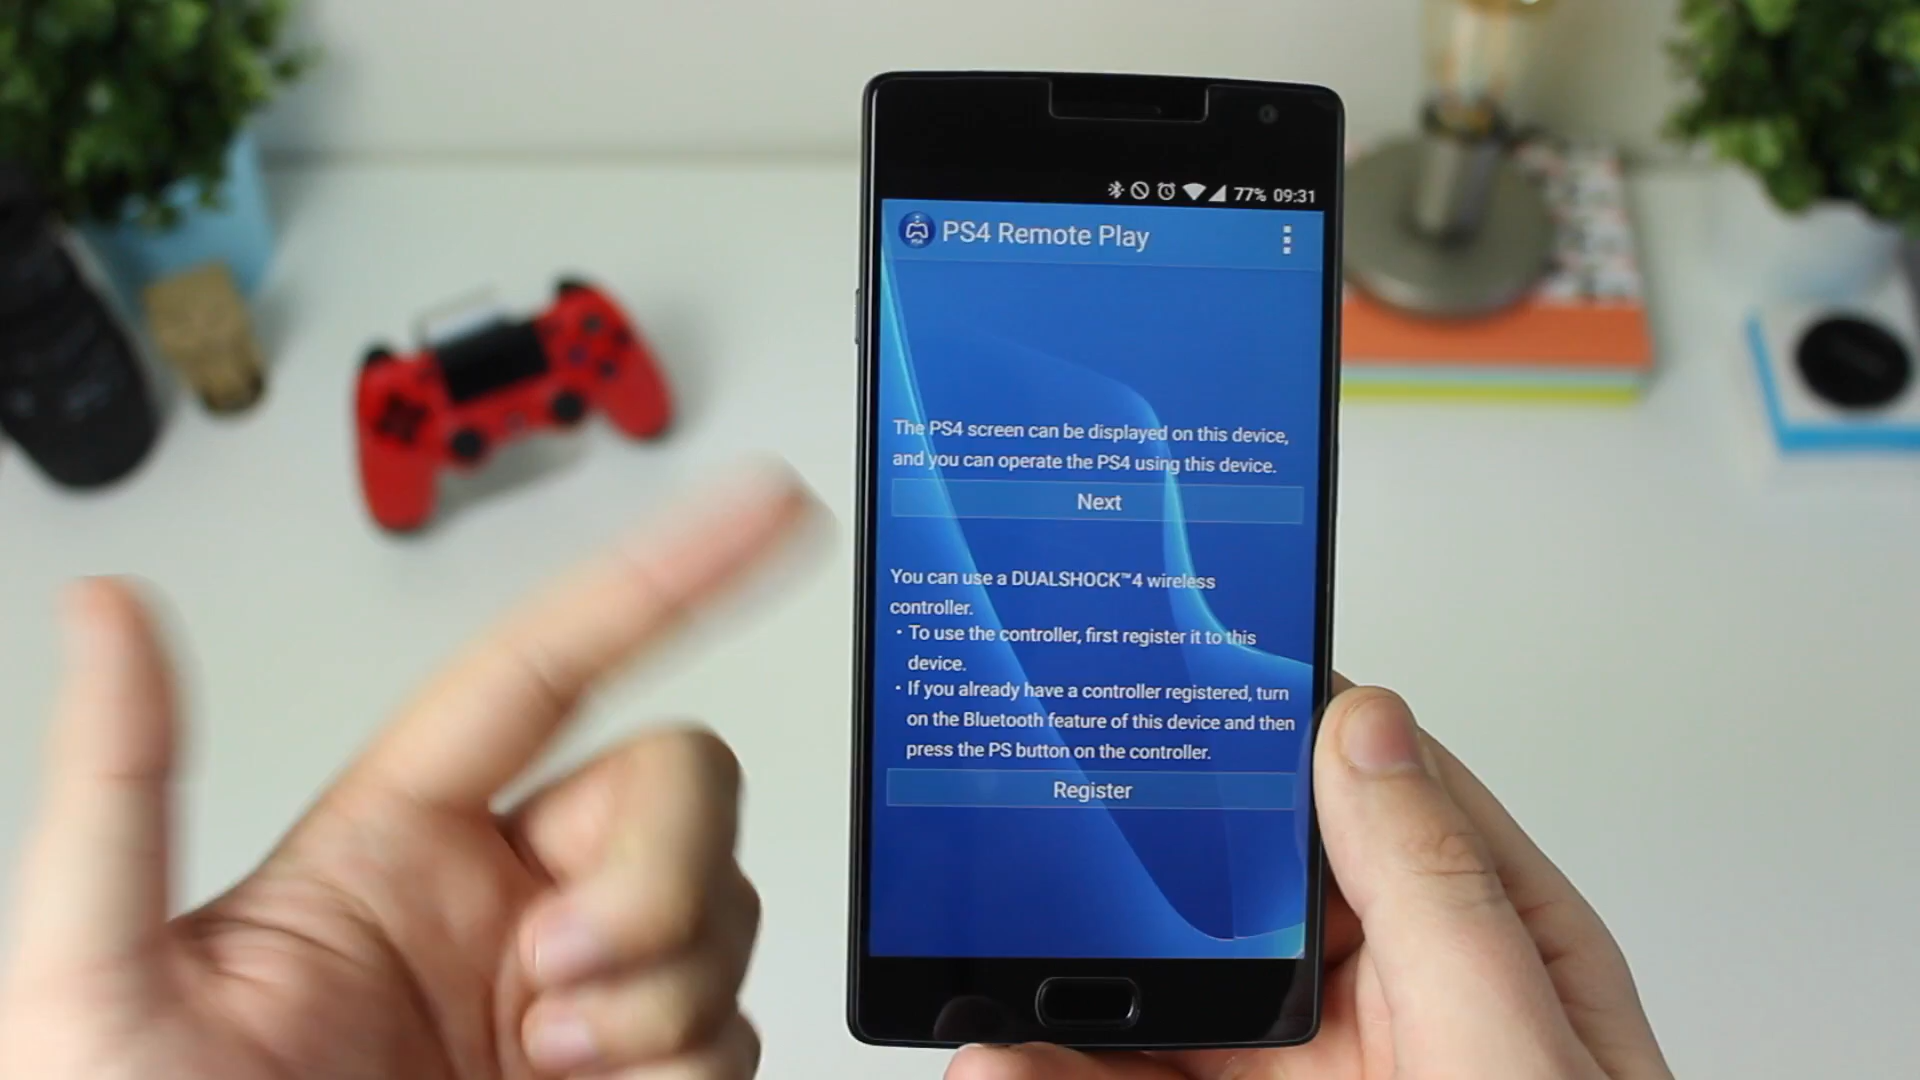 77% 09:31
PS4 Remote Play
The PS4 screen can be displayed on this device,
and you can operate the PS4 using this device.
Next
You can use a DUALSHOCK™4 wireless
controller.
• To use the controller, first register it to this
device.
• If you already have a controller registered, turn
on the Bluetooth feature of this device and then
press the PS button on the controller.
Register